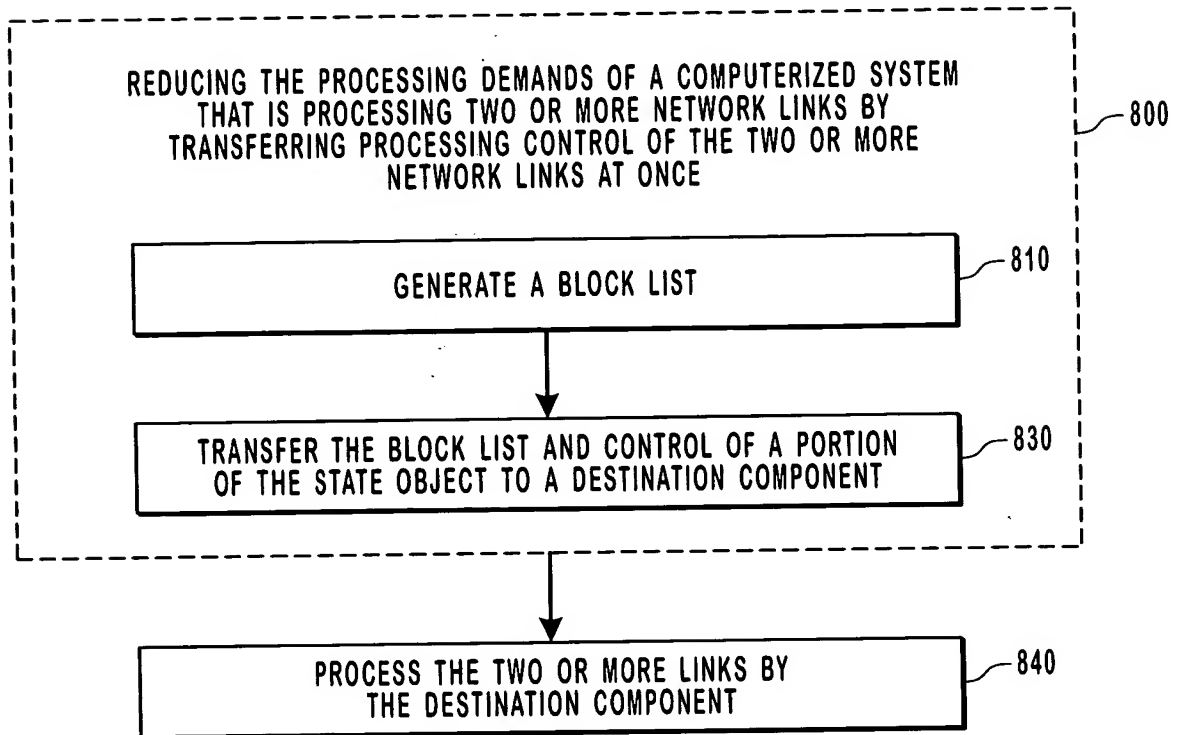 REDUCING THE PROCESSING DEMANDS OF A COMPUTERIZED SYSTEM
THAT IS PROCESSING TWO OR MORE NETWORK LINKS BY
TRANSFERRING PROCESSING CONTROL OF THE TWO OR MORE
NETWORK LINKS AT ONCE
800
GENERATE A BLOCK LIST
810
TRANSFER THE BLOCK LIST AND CONTROL OF A PORTION
OF THE STATE OBJECT TO A DESTINATION COMPONENT
830
PROCESS THE TWO OR MORE LINKS BY
THE DESTINATION COMPONENT
840